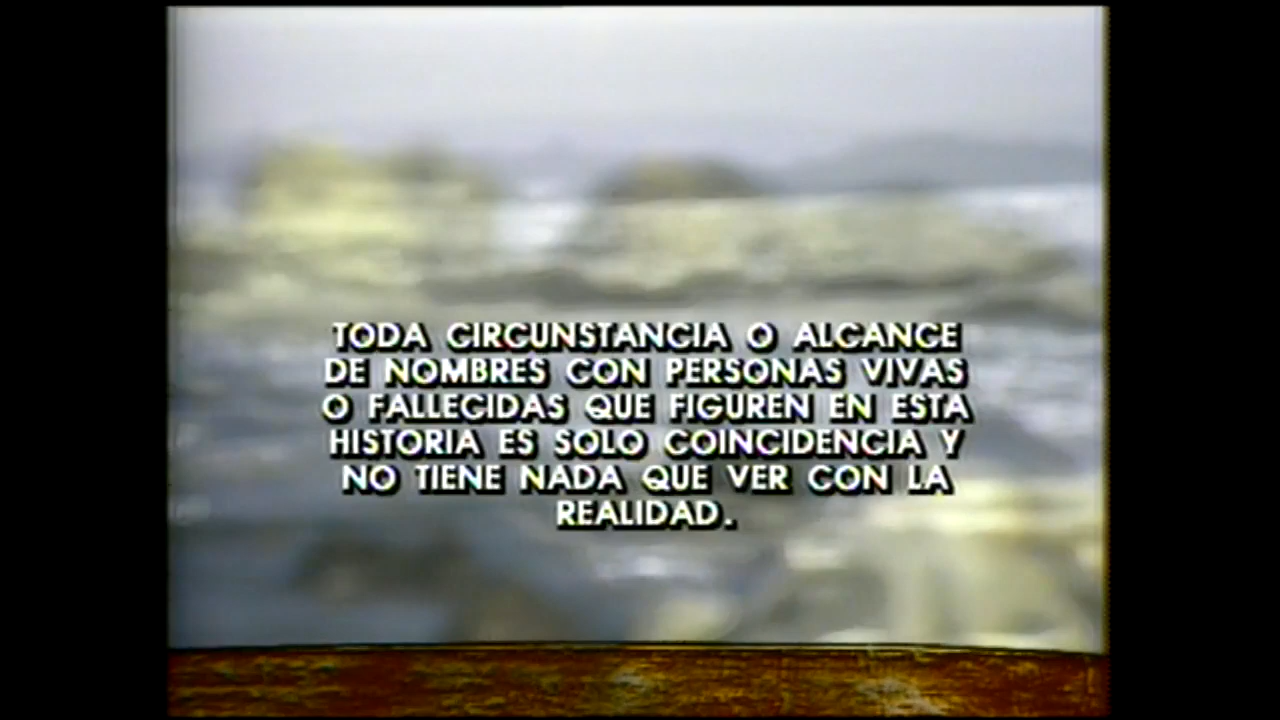 TODA CIRCUNSTANCIA O ALCANCE
DE NOMBRES CON PERSONAS VIVAS
O FALLECIDAS QUE FIGUREN EN ESTA
HISTORIA ES SOLO COINCIDENCIA Y
NO TIENE NADA QUE VER CON LA
REALIDAD.